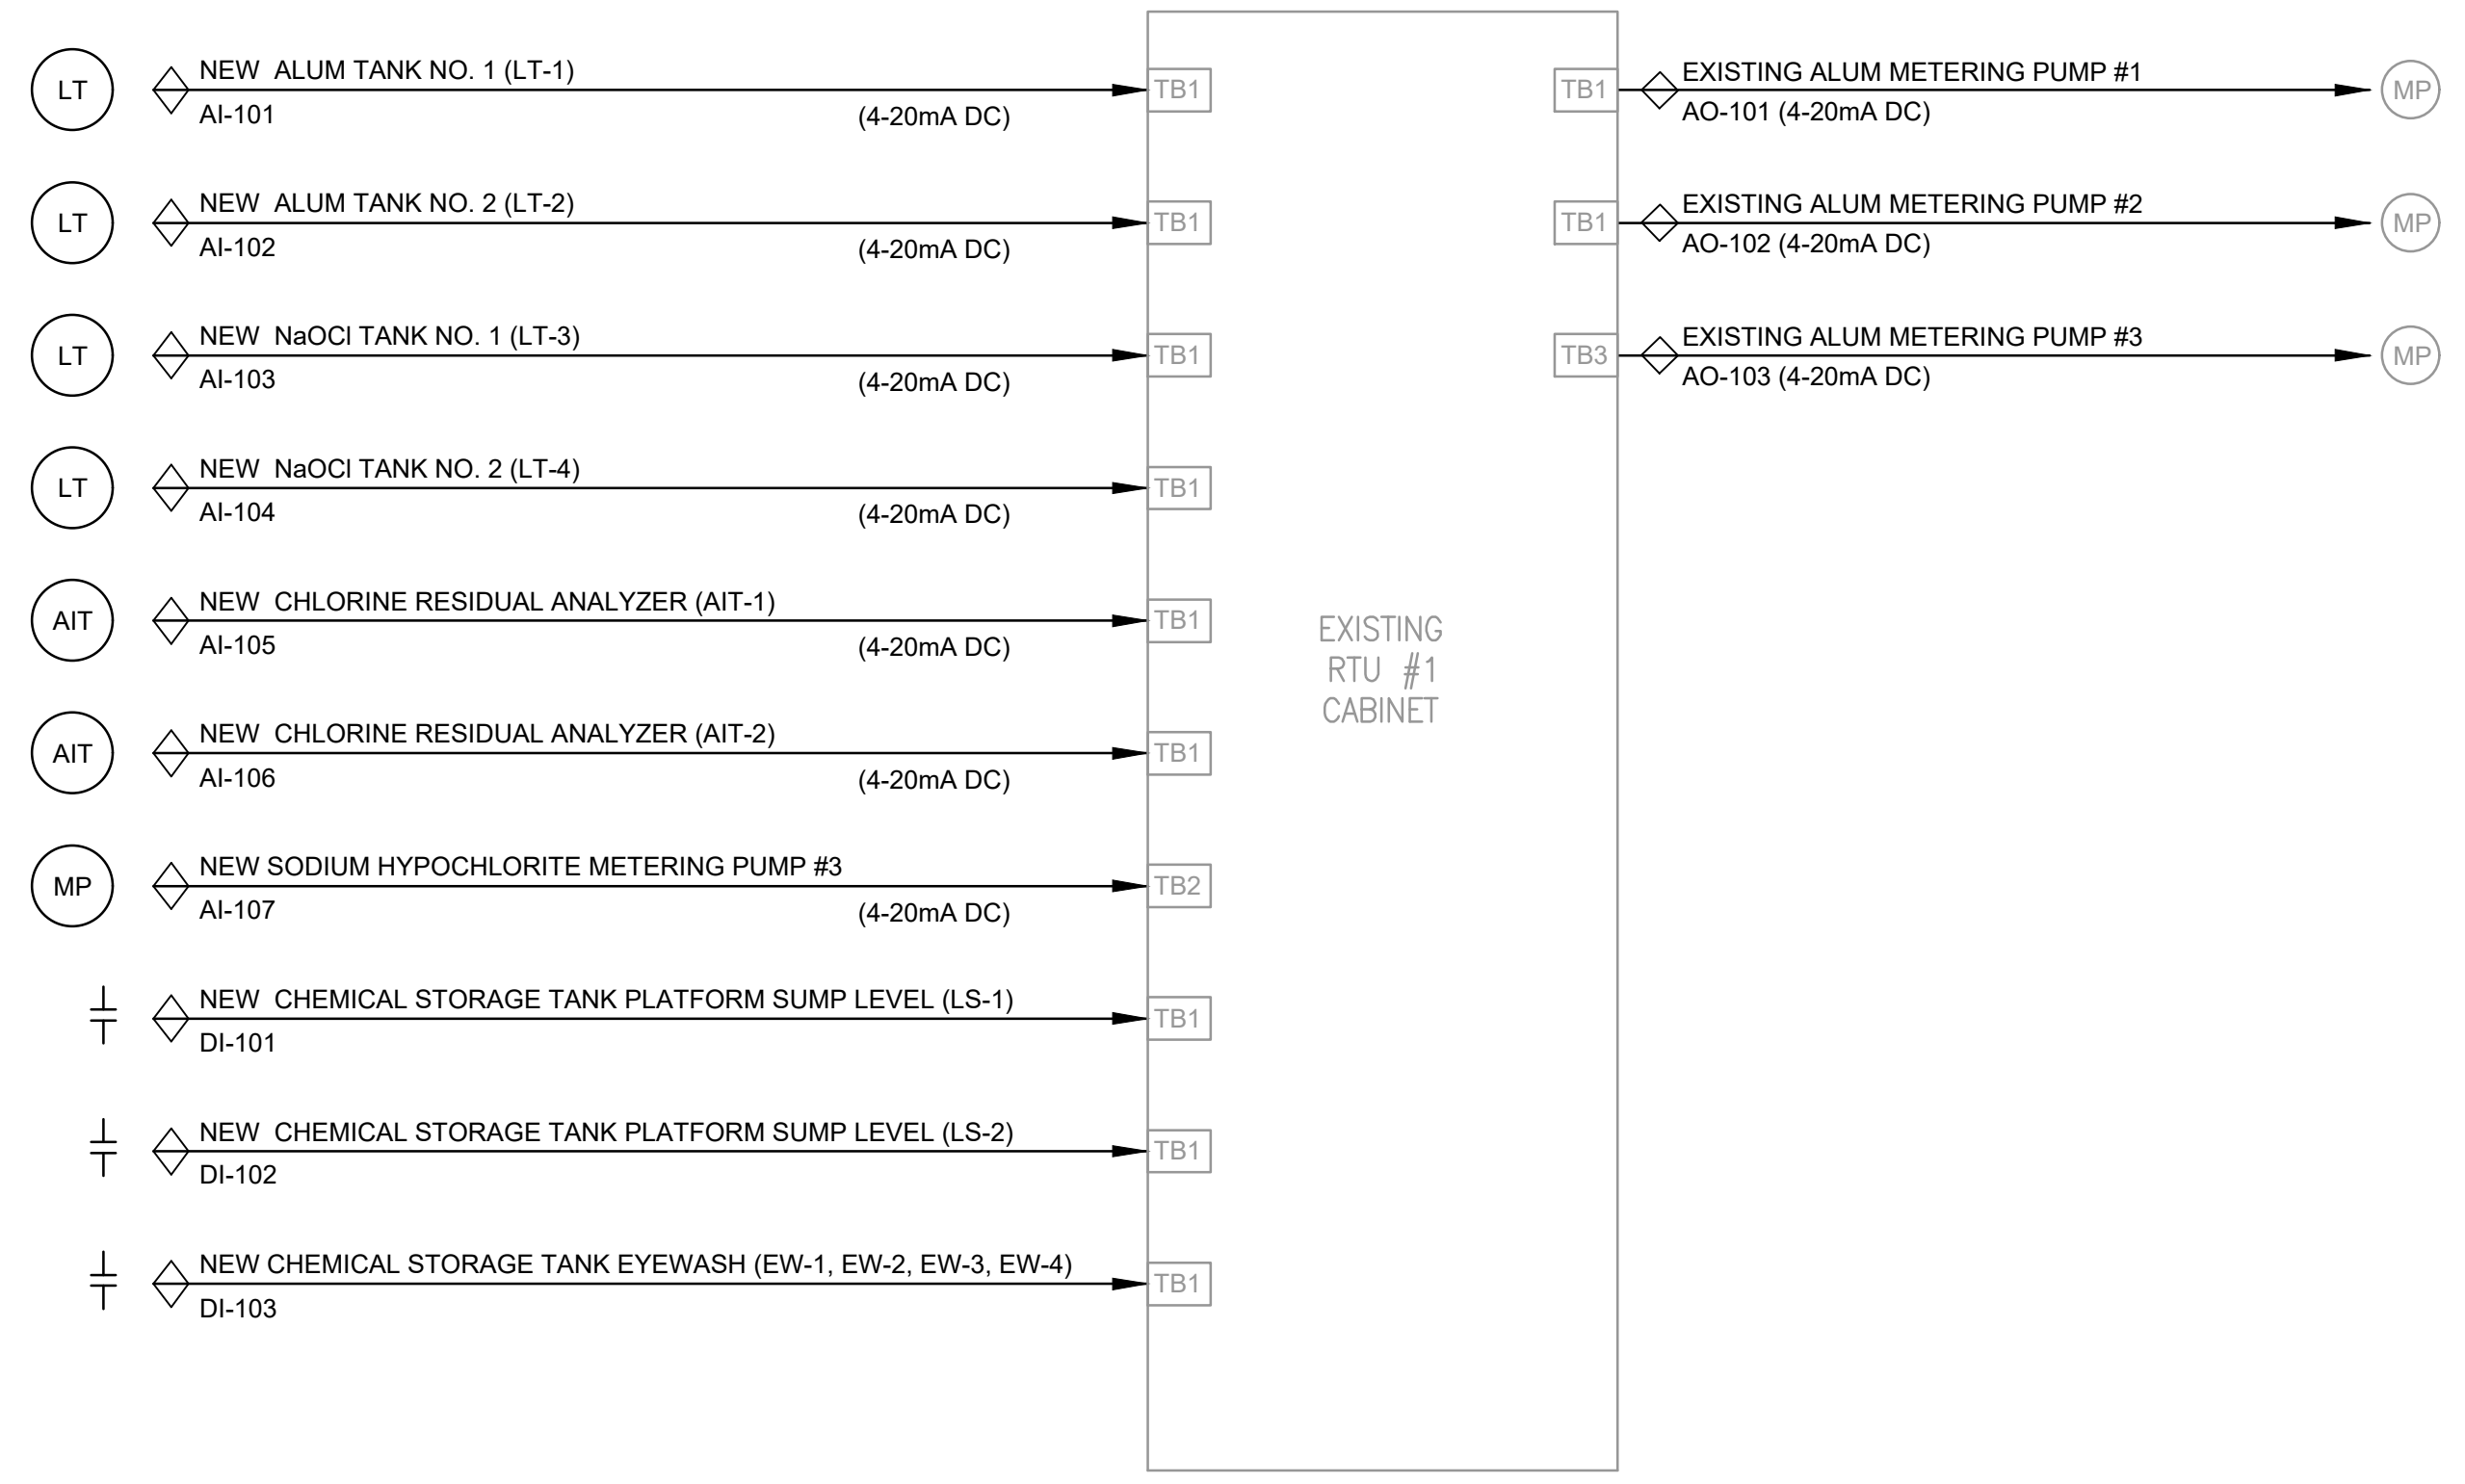 LT
NEW ALUM TANK NO. 1 (LT-1)
AI-101
(4-20mA DC)
TB1
LT
NEW ALUM TANK NO. 2 (LT-2)
AI-102
(4-20mA DC)
TB1
LT
NEW NaOCl TANK NO. 1 (LT-3)
AI-103
(4-20mA DC)
TB1
LT
NEW NaOCl TANK NO. 2 (LT-4)
AI-104
(4-20mA DC)
TB1
AIT
NEW CHLORINE RESIDUAL ANALYZER (AIT-1)
AI-105
(4-20mA DC)
TB1
AIT
NEW CHLORINE RESIDUAL ANALYZER (AIT-2)
AI-106
(4-20mA DC)
TB1
MP
NEW SODIUM HYPOCHLORITE METERING PUMP #3
AI-107
(4-20mA DC)
TB2
NEW CHEMICAL STORAGE TANK PLATFORM SUMP LEVEL (LS-1)
DI-101
TB1
NEW CHEMICAL STORAGE TANK PLATFORM SUMP LEVEL (LS-2)
DI-102
TB1
NEW CHEMICAL STORAGE TANK EYEWASH (EW-1, EW-2, EW-3, EW-4)
DI-103
TB1
EXISTING
RTU #1
CABINET
TB1
EXISTING ALUM METERING PUMP #1
AO-101 (4-20mA DC)
MP
TB1
EXISTING ALUM METERING PUMP #2
AO-102 (4-20mA DC)
MP
TB3
EXISTING ALUM METERING PUMP #3
AO-103 (4-20mA DC)
MP